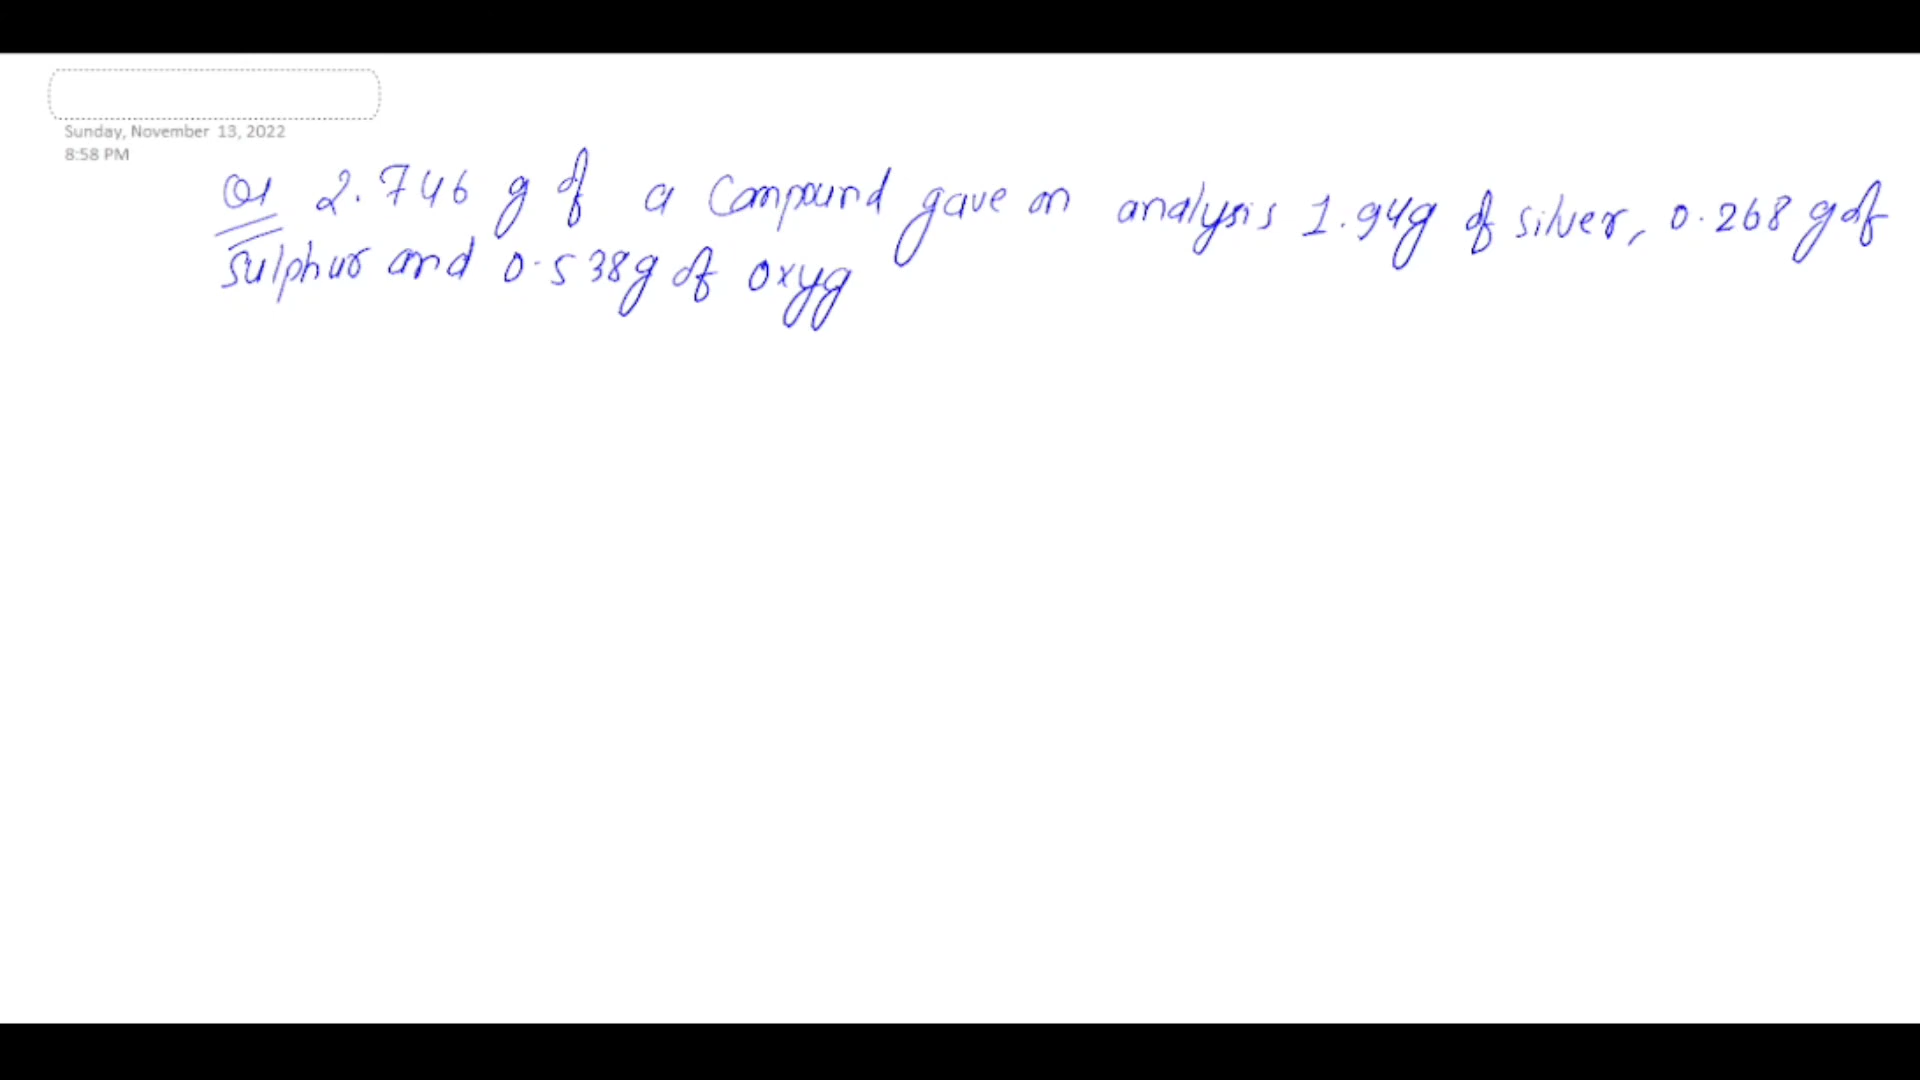 Sunday, November 13, 2022
8:58 PM
Q1 2.746 g of a Compound gave on analysis 1.94g of silver, 0.268 g of
sulphur and 0.538g of oxyg